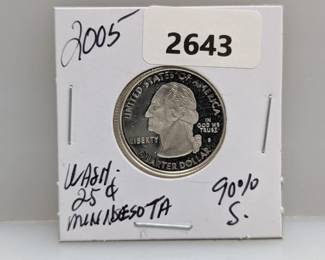 2005
2643
UNITED STATES OF AMERICA
LIBERTY
IN
GOD WE
TRUST
S
QUARTER DOLLAR
WASH.
25¢
MINNESOTA
90%
S.